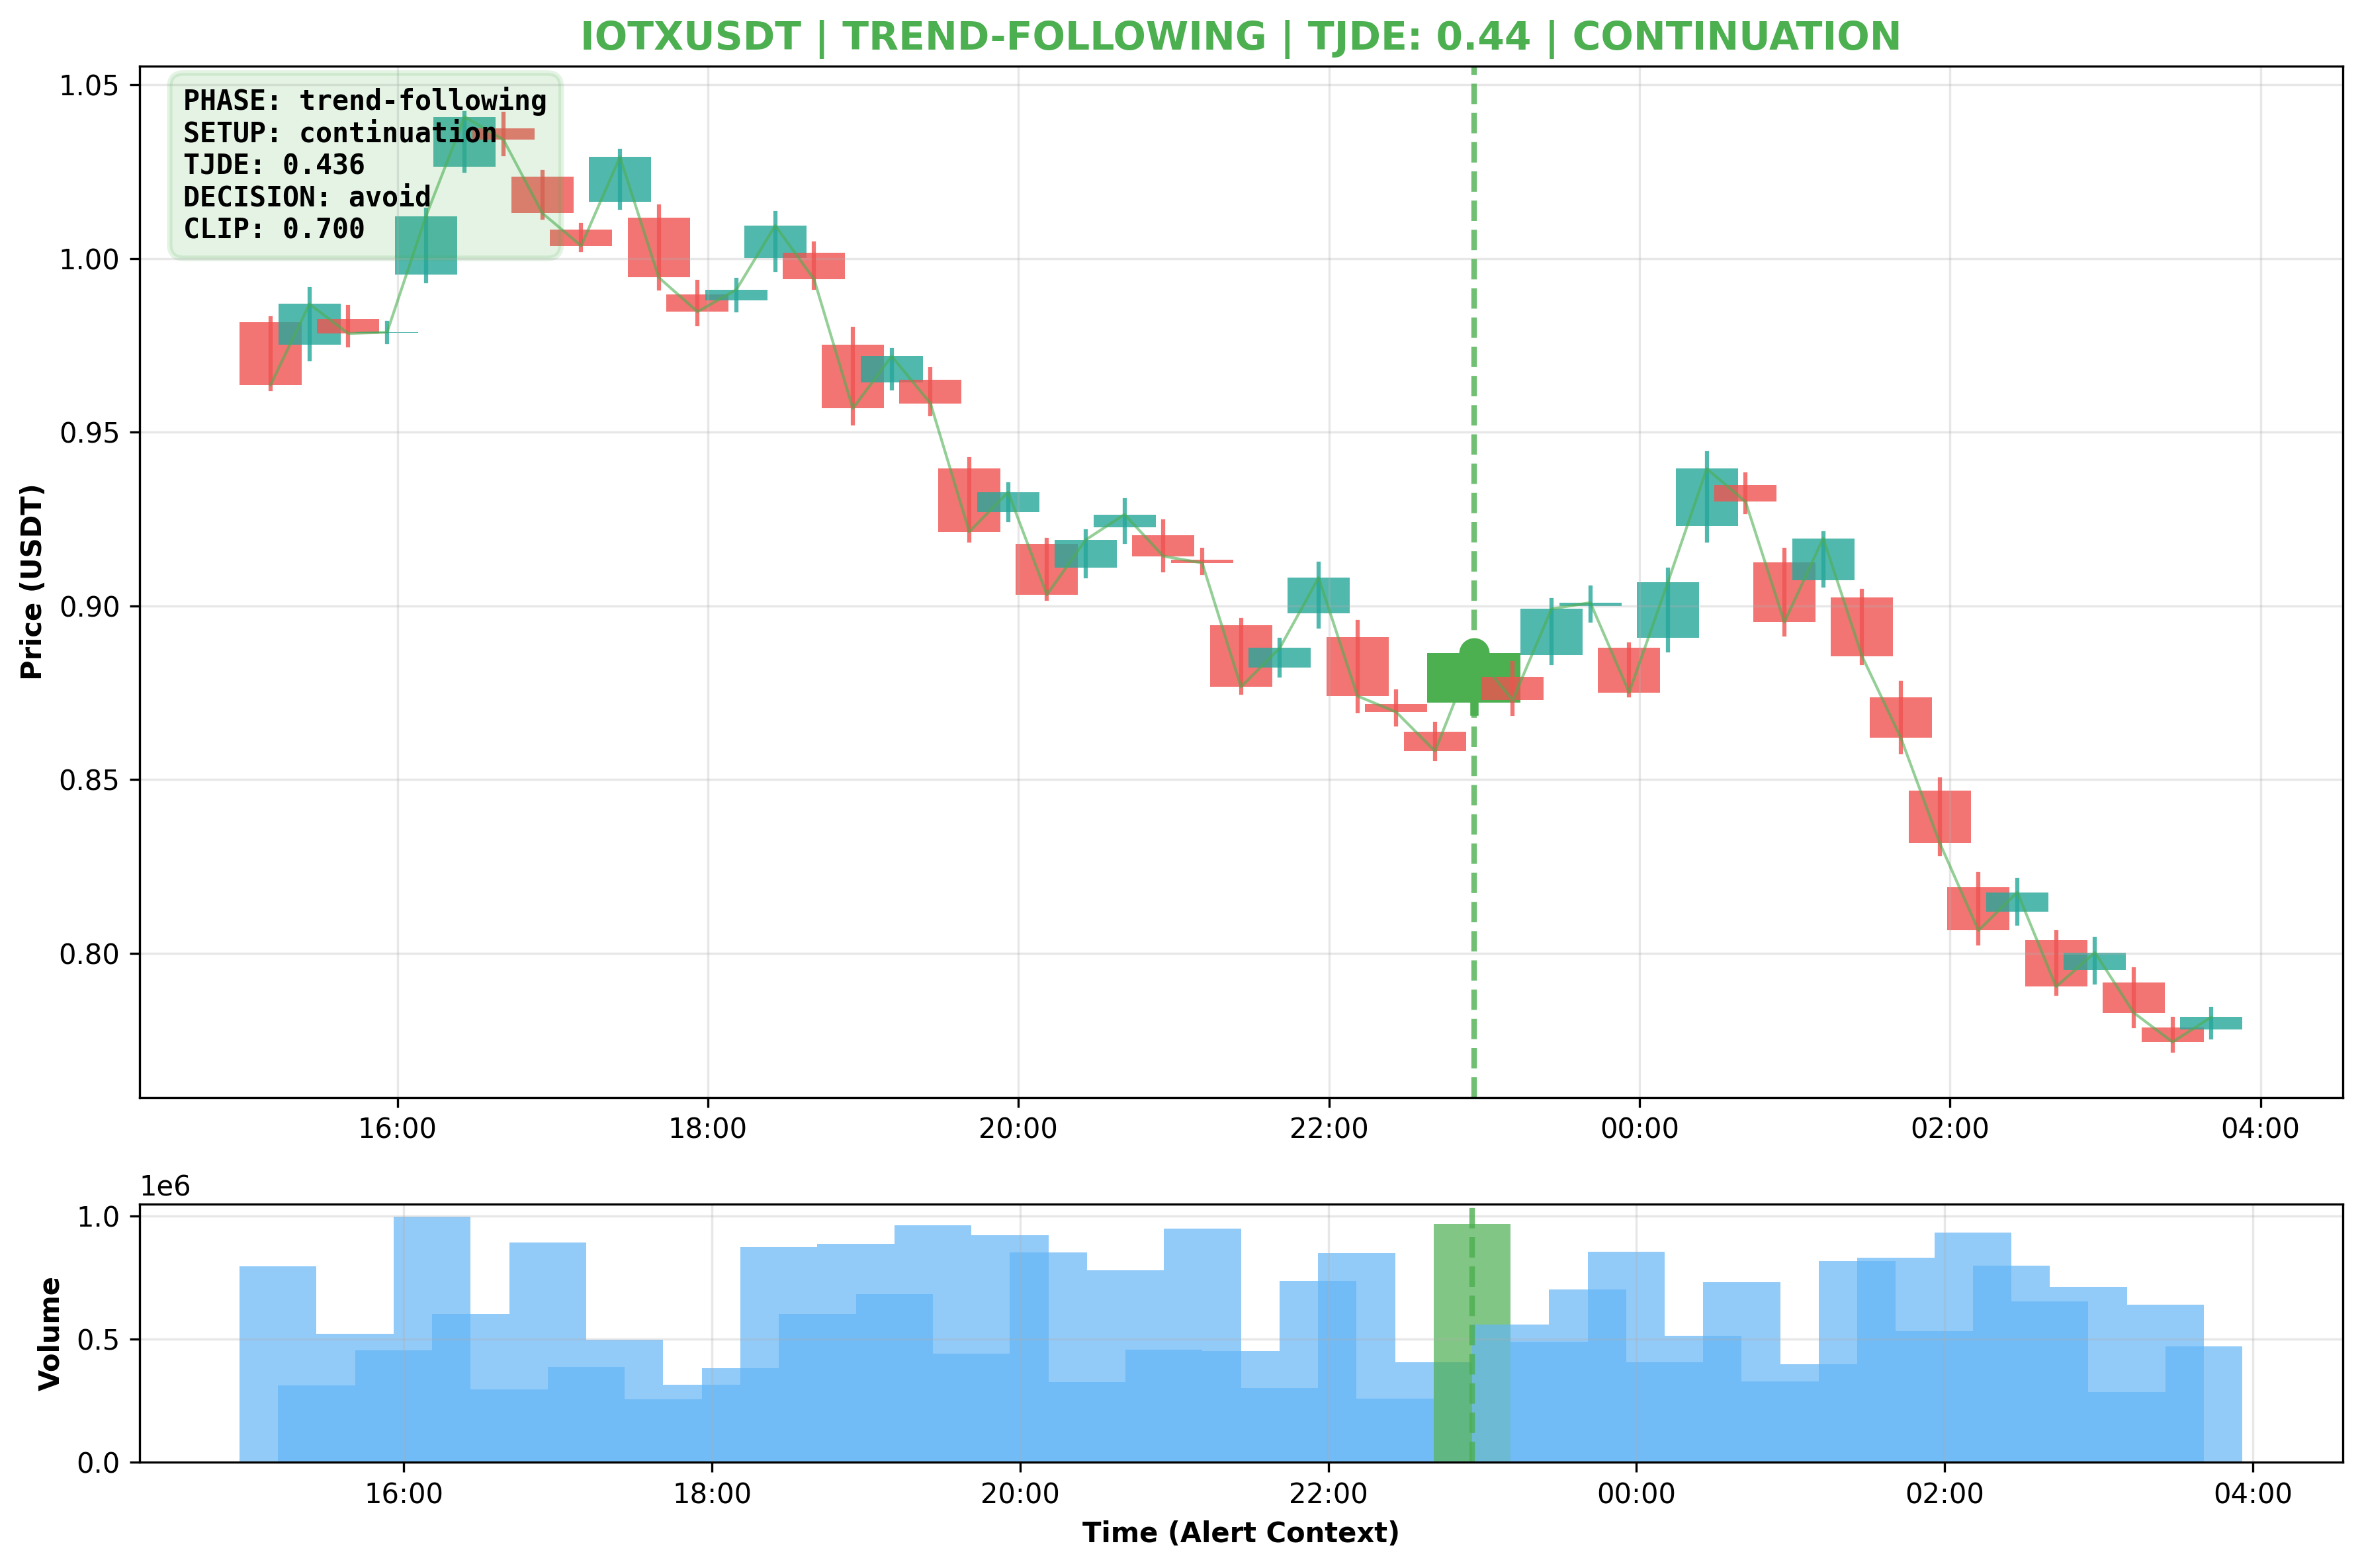 IOTXUSDT | TREND-FOLLOWING | TJDE: 0.44 | CONTINUATION
PHASE: trend-following
SETUP: continuation
TJDE: 0.436
DECISION: avoid
CLIP: 0.700
Price (USDT)
1.05
1.00
0.95
0.90
0.85
0.80
16:00 18:00 20:00 22:00 00:00 02:00 04:00
1e6
Volume
1.0
0.5
0.0
16:00 18:00 20:00 22:00 00:00 02:00 04:00
Time (Alert Context)